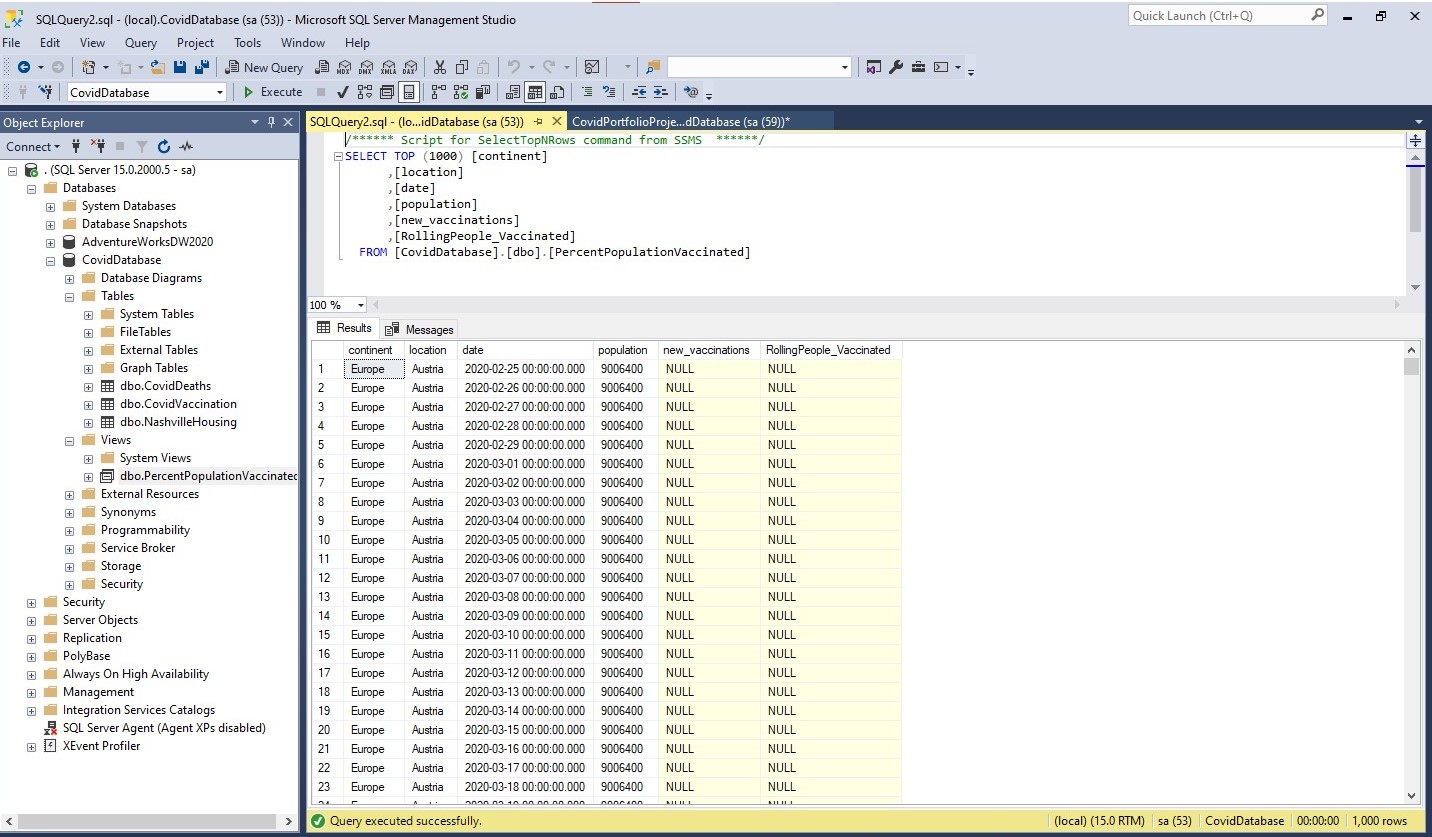 SQLQuery2.sql - (local).CovidDatabase (sa (53)) - Microsoft SQL Server Management Studio
Quick Launch (Ctrl+Q)
File Edit View Query Project Tools Window Help
New Query MDX DMX XMLA DAX
CovidDatabase Execute
Object Explorer
Connect
. (SQL Server 15.0.2000.5 - sa)
Databases
System Databases
Database Snapshots
AdventureWorksDW2020
CovidDatabase
Database Diagrams
Tables
System Tables
FileTables
External Tables
Graph Tables
dbo.CovidDeaths
dbo.CovidVaccination
dbo.NashvilleHousing
Views
System Views
dbo.PercentPopulationVaccinated
External Resources
Synonyms
Programmability
Service Broker
Storage
Security
Security
Server Objects
Replication
PolyBase
Always On High Availability
Management
Integration Services Catalogs
SQL Server Agent (Agent XPs disabled)
XEvent Profiler
SQLQuery2.sql - (lo...idDatabase (sa (53)) CovidPortfolioProje...dDatabase (sa (59))*
/****** Script for SelectTopNRows command from SSMS ******/
SELECT TOP (1000) [continent]
,[location]
,[date]
,[population]
,[new_vaccinations]
,[RollingPeople_Vaccinated]
FROM [CovidDatabase].[dbo].[PercentPopulationVaccinated]
100 %
Results Messages
continent location date population new_vaccinations RollingPeople_Vaccinated
1 Europe Austria 2020-02-25 00:00:00.000 9006400 NULL NULL
2 Europe Austria 2020-02-26 00:00:00.000 9006400 NULL NULL
3 Europe Austria 2020-02-27 00:00:00.000 9006400 NULL NULL
4 Europe Austria 2020-02-28 00:00:00.000 9006400 NULL NULL
5 Europe Austria 2020-02-29 00:00:00.000 9006400 NULL NULL
6 Europe Austria 2020-03-01 00:00:00.000 9006400 NULL NULL
7 Europe Austria 2020-03-02 00:00:00.000 9006400 NULL NULL
8 Europe Austria 2020-03-03 00:00:00.000 9006400 NULL NULL
9 Europe Austria 2020-03-04 00:00:00.000 9006400 NULL NULL
10 Europe Austria 2020-03-05 00:00:00.000 9006400 NULL NULL
11 Europe Austria 2020-03-06 00:00:00.000 9006400 NULL NULL
12 Europe Austria 2020-03-07 00:00:00.000 9006400 NULL NULL
13 Europe Austria 2020-03-08 00:00:00.000 9006400 NULL NULL
14 Europe Austria 2020-03-09 00:00:00.000 9006400 NULL NULL
15 Europe Austria 2020-03-10 00:00:00.000 9006400 NULL NULL
16 Europe Austria 2020-03-11 00:00:00.000 9006400 NULL NULL
17 Europe Austria 2020-03-12 00:00:00.000 9006400 NULL NULL
18 Europe Austria 2020-03-13 00:00:00.000 9006400 NULL NULL
19 Europe Austria 2020-03-14 00:00:00.000 9006400 NULL NULL
20 Europe Austria 2020-03-15 00:00:00.000 9006400 NULL NULL
21 Europe Austria 2020-03-16 00:00:00.000 9006400 NULL NULL
22 Europe Austria 2020-03-17 00:00:00.000 9006400 NULL NULL
23 Europe Austria 2020-03-18 00:00:00.000 9006400 NULL NULL
Query executed successfully. (local) (15.0 RTM) sa (53) CovidDatabase 00:00:00 1,000 rows